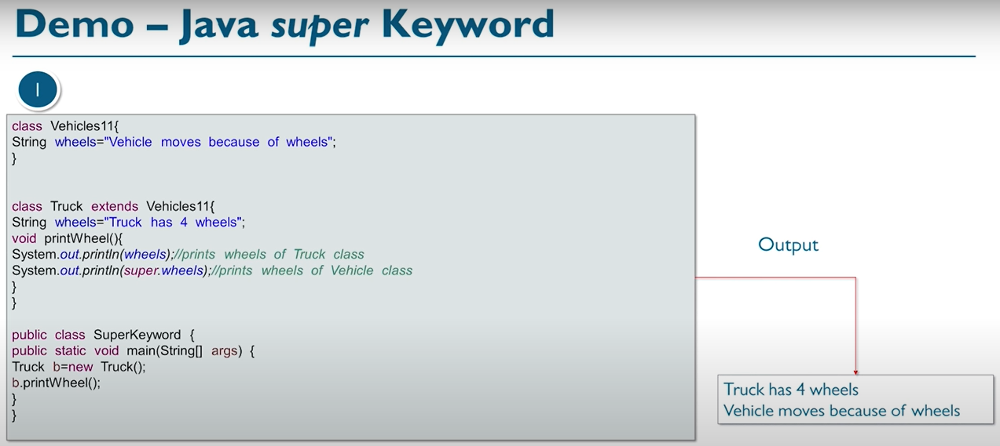 Demo – Java super Keyword
1
class Vehicles11{
String wheels="Vehicle moves because of wheels";
}
class Truck extends Vehicles11{
String wheels="Truck has 4 wheels";
void printWheel(){
System.out.println(wheels);//prints wheels of Truck class
System.out.println(super.wheels);//prints wheels of Vehicle class
}
}
public class SuperKeyword {
public static void main(String[] args) {
Truck b=new Truck();
b.printWheel();
}
}
Output
Truck has 4 wheels
Vehicle moves because of wheels